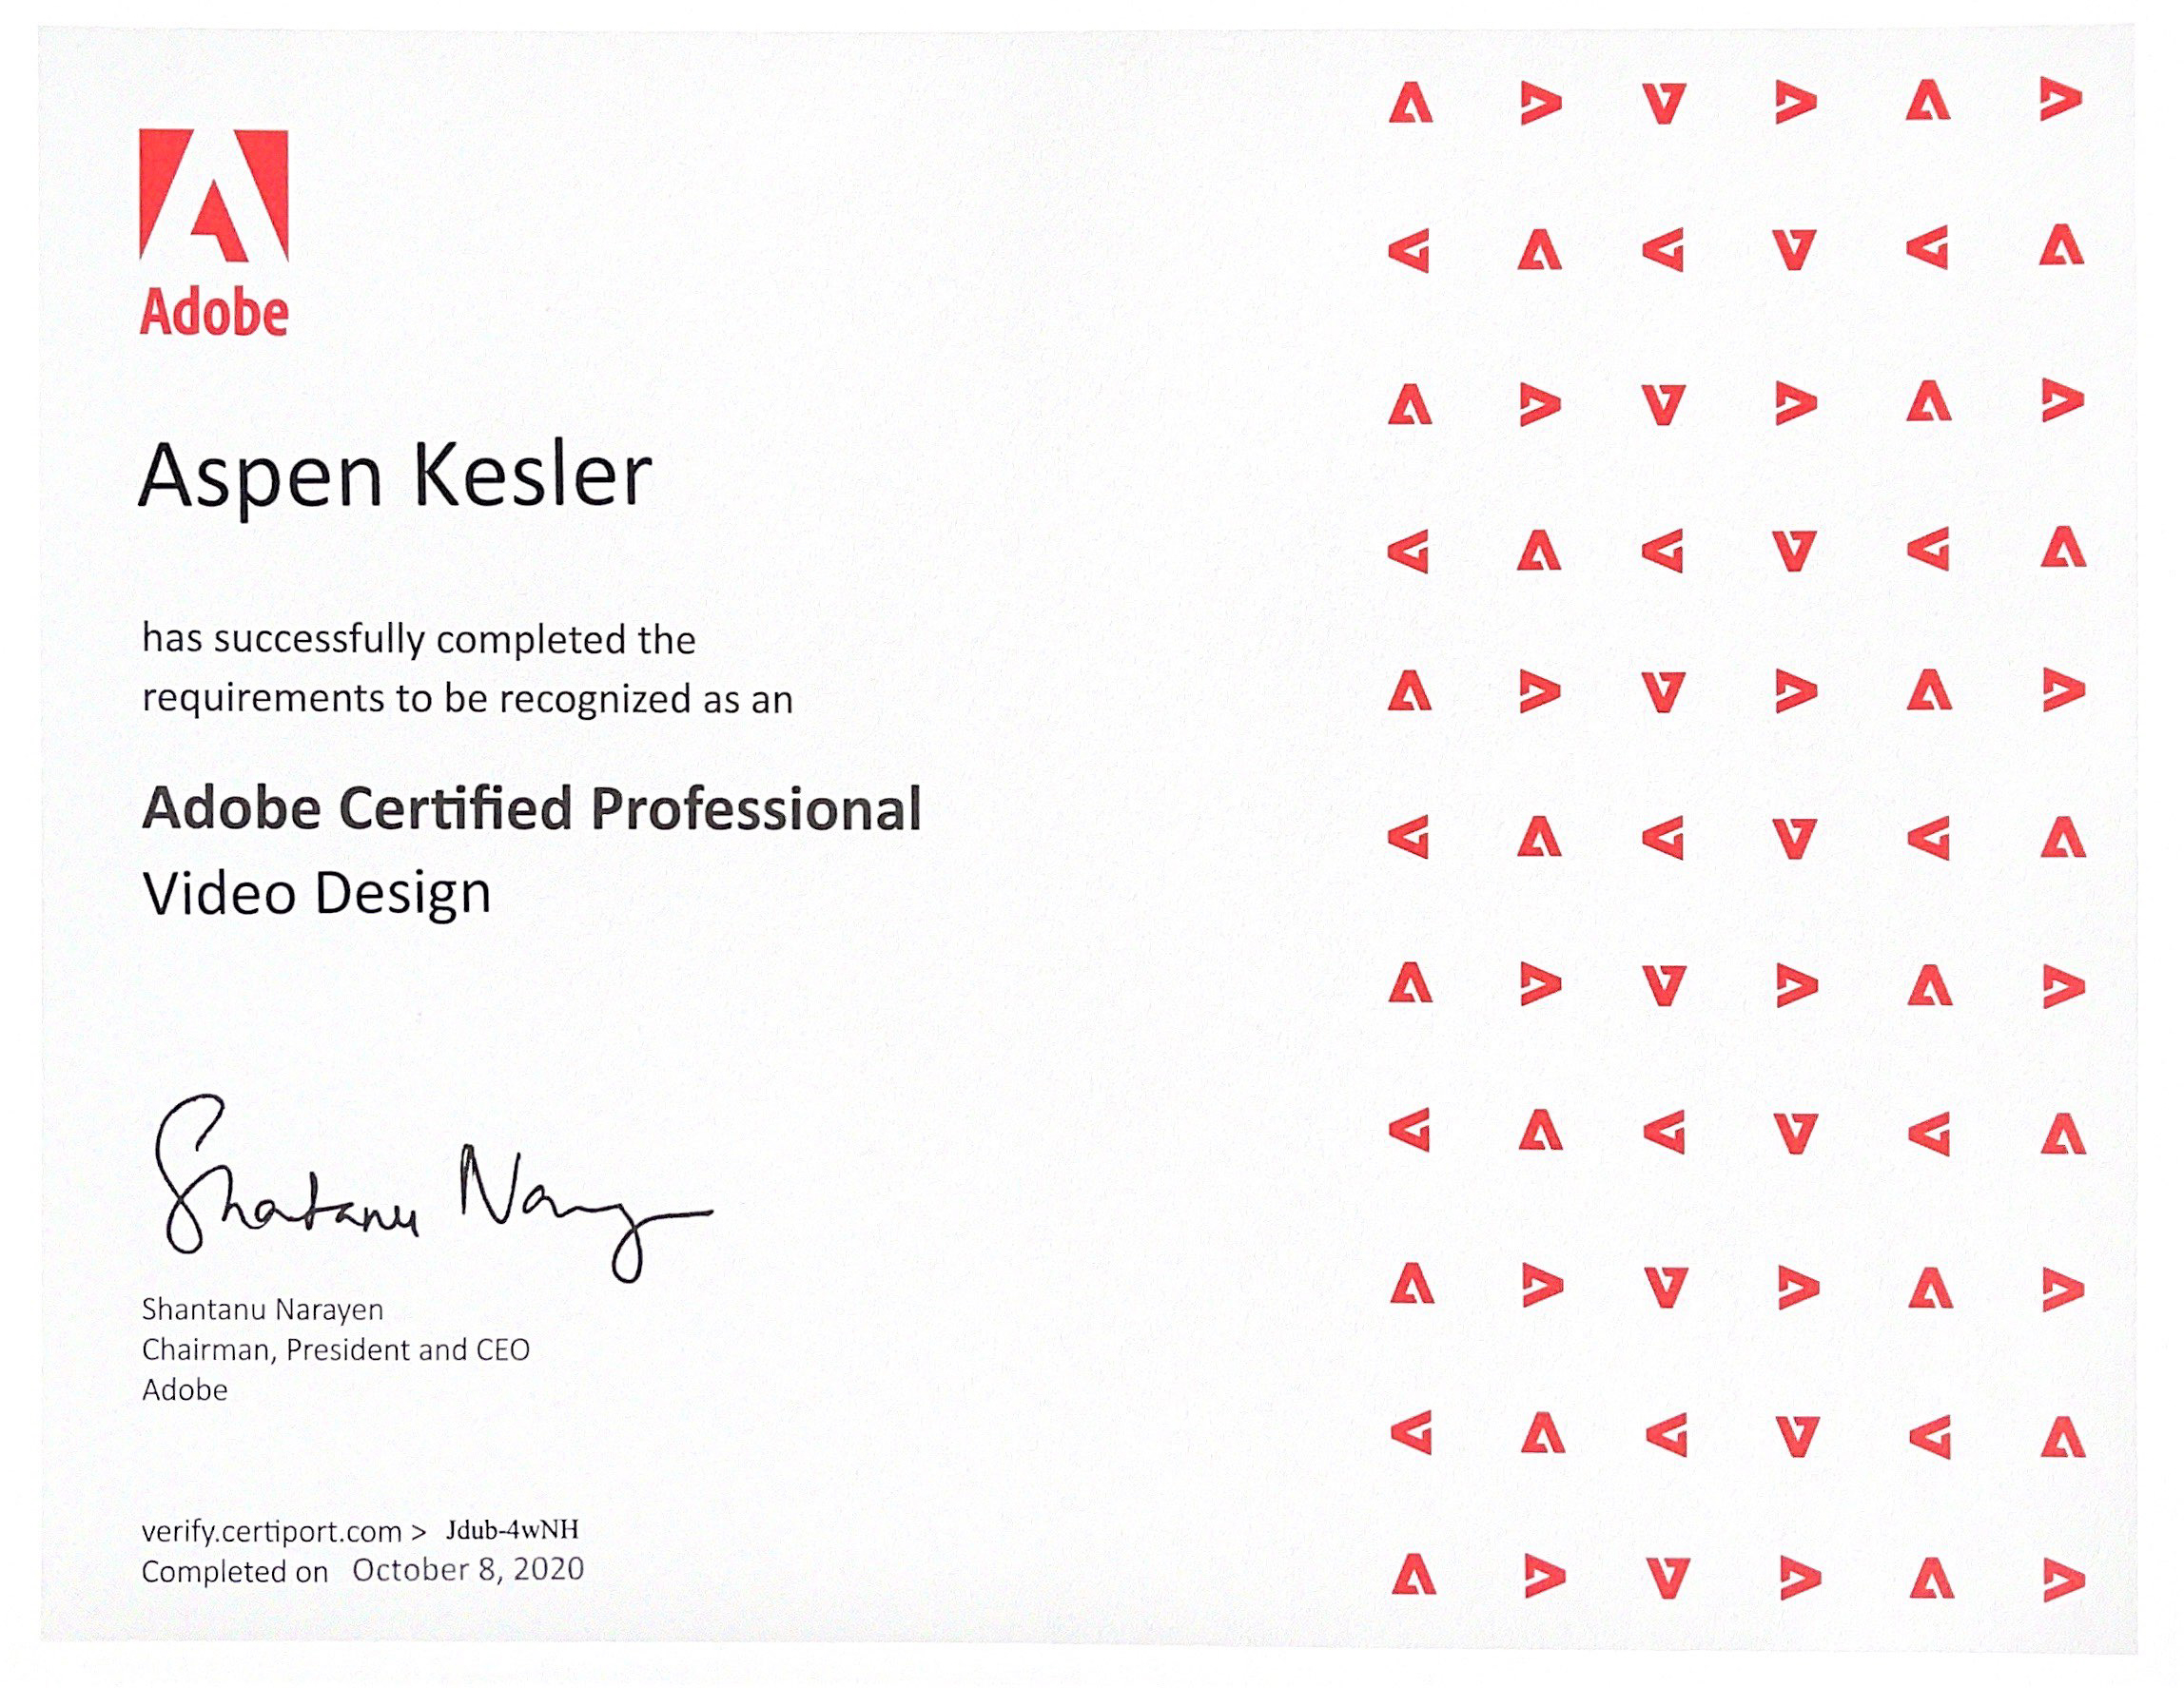 Adobe
Aspen Kesler
has successfully completed the
requirements to be recognized as an
Adobe Certified Professional
Video Design
Shantanu Narayen
Shantanu Narayen
Chairman, President and CEO
Adobe
verify.certiport.com > Jdub-4wNH
Completed on October 8, 2020